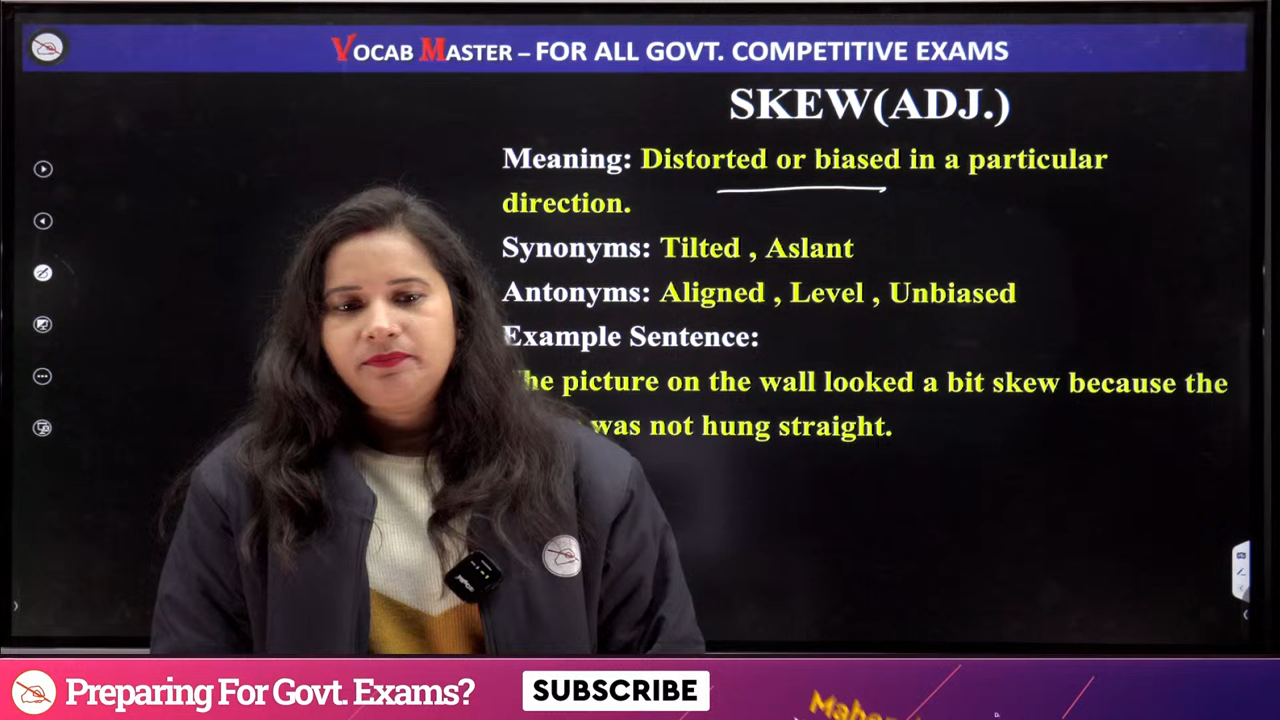 VOCAB MASTER – FOR ALL GOVT. COMPETITIVE EXAMS
SKEW(ADJ.)
Meaning: Distorted or biased in a particular
direction.
Synonyms: Tilted , Aslant
Antonyms: Aligned , Level , Unbiased
Example Sentence:
The picture on the wall looked a bit skew because the
was not hung straight.
Preparing For Govt. Exams?
SUBSCRIBE